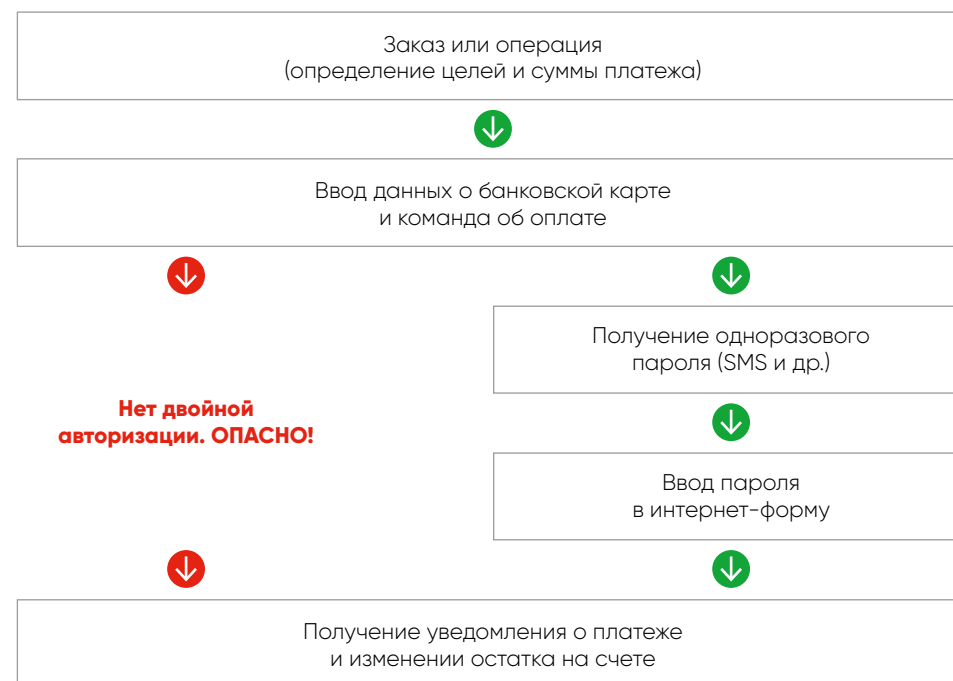 Заказ или операция
(определение целей и суммы платежа)
Ввод данных о банковской карте
и команда об оплате
Получение одноразового
пароля (SMS и др.)
Нет двойной
авторизации. ОПАСНО!
Ввод пароля
в интернет-форму
Получение уведомления о платеже
и изменении остатка на счете